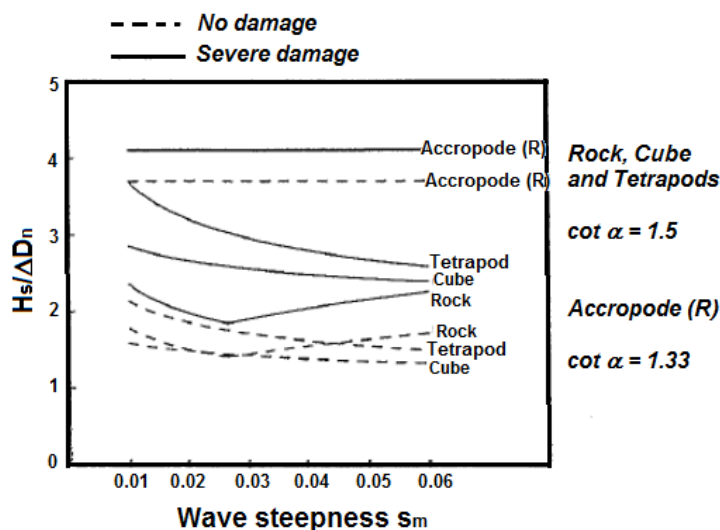 No damage
Severe damage
5
4
3
2
1
0
Hs/ΔDn
Accropode (R)
Accropode (R)
Tetrapod
Cube
Rock
Rock
Tetrapod
Cube
Rock, Cube
and Tetrapods
cot α = 1.5
Accropode (R)
cot α = 1.33
0.01 0.02 0.03 0.04 0.05 0.06
Wave steepness sm